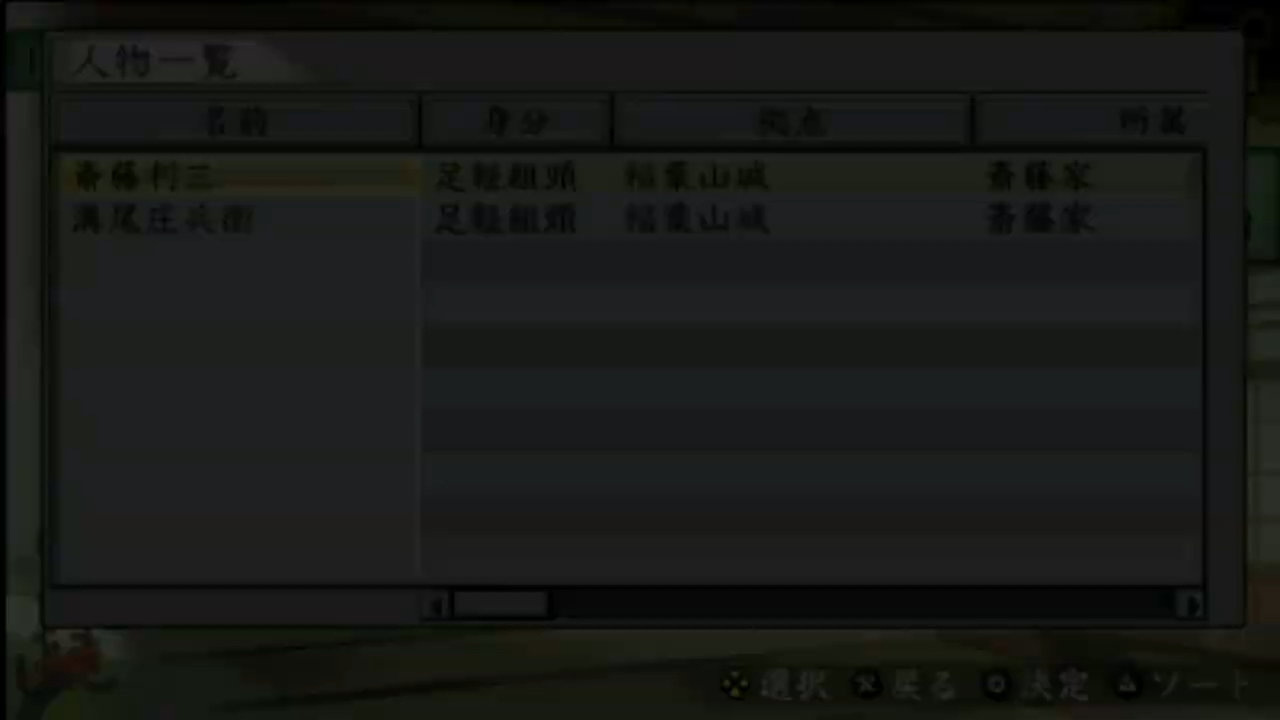 人物一覧
名前 身分 拠点 所属
斎藤利三 足軽組頭 稲葉山城 斎藤家
溝尾庄兵衛 足軽組頭 稲葉山城 斎藤家
選択 戻る 決定 ソート